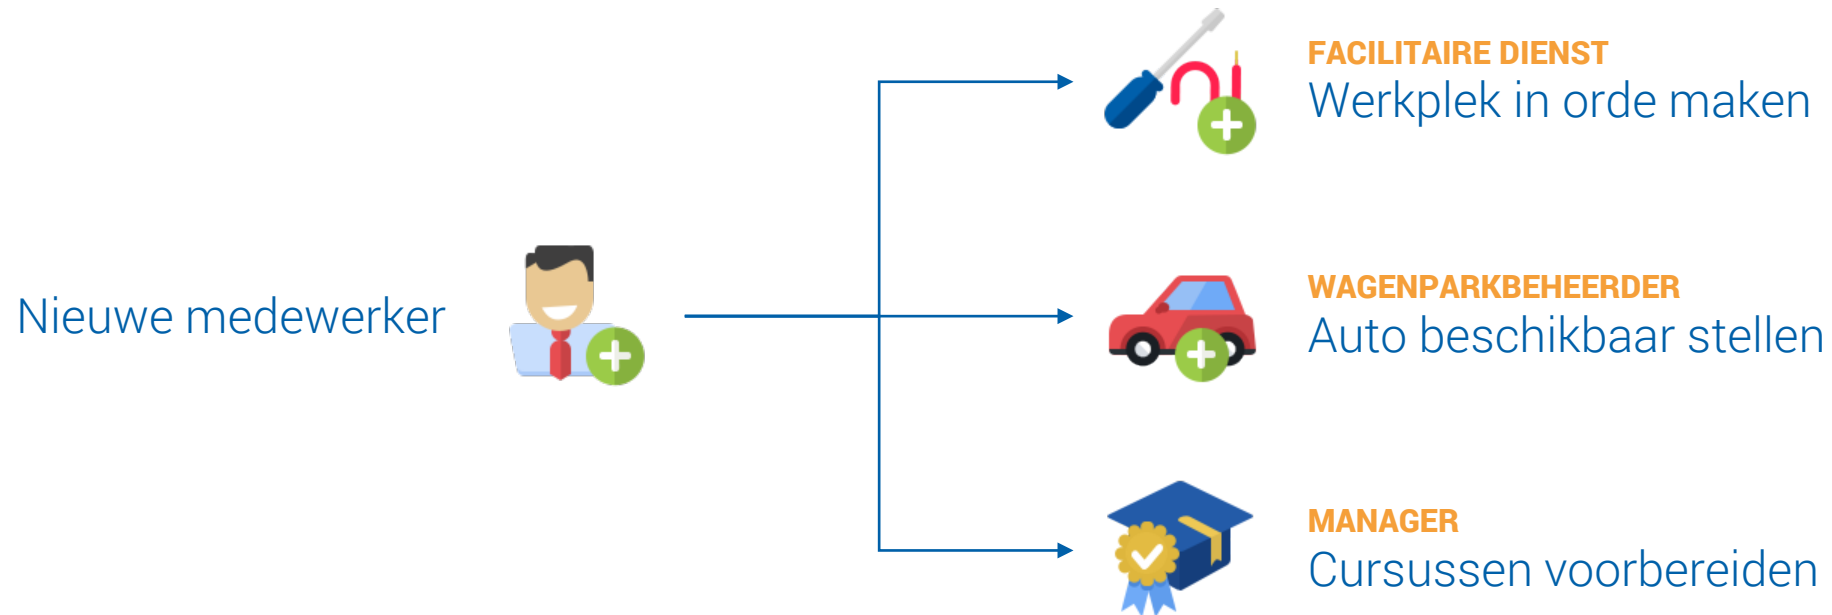 Nieuwe medewerker
FACILITAIRE DIENST
Werkplek in orde maken
WAGENPARKBEHEERDER
Auto beschikbaar stellen
MANAGER
Cursussen voorbereiden